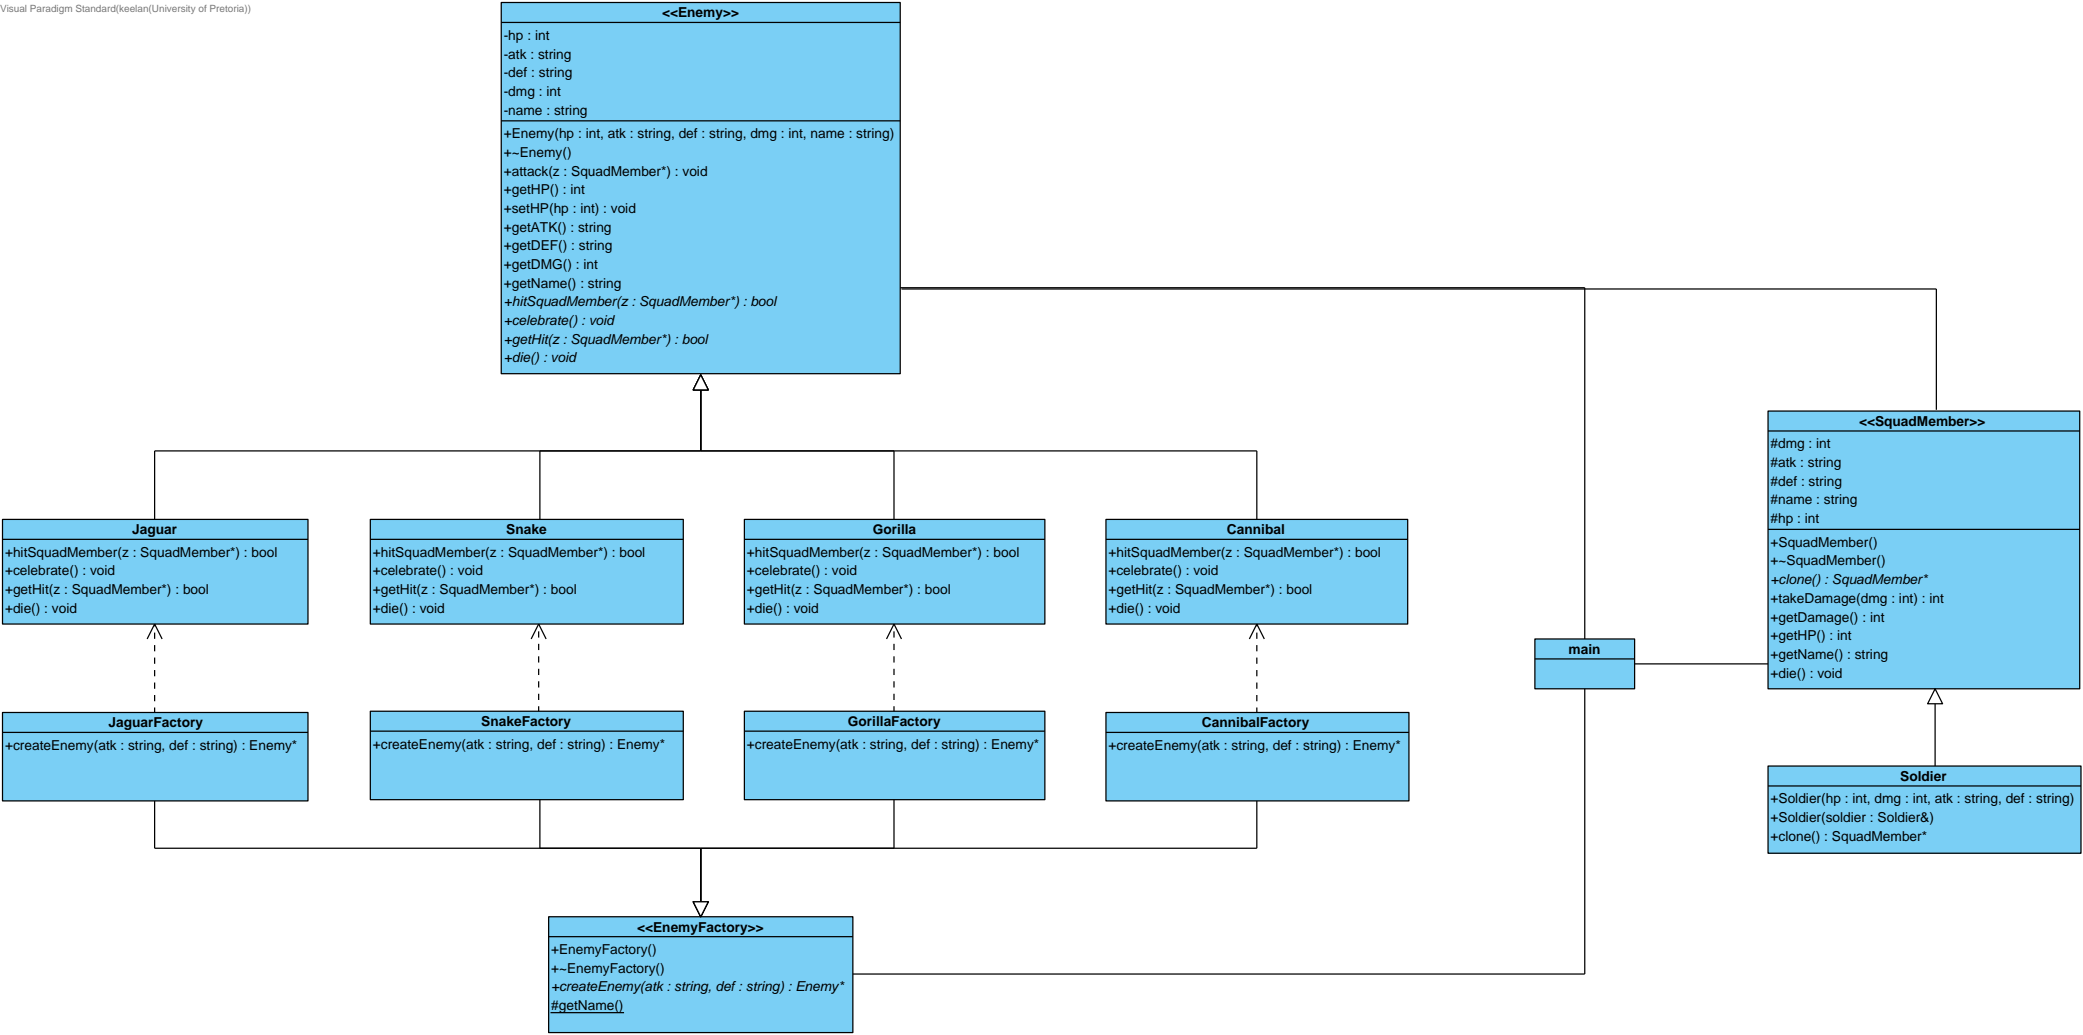 Visual Paradigm Standard(keelan(University of Pretoria))
<<Enemy>>
-hp : int
-atk : string
-def : string
-dmg : int
-name : string
+Enemy(hp : int, atk : string, def : string, dmg : int, name : string)
+~Enemy()
+attack(z : SquadMember*) : void
+getHP() : int
+setHP(hp : int) : void
+getATK() : string
+getDEF() : string
+getDMG() : int
+getName() : string
+hitSquadMember(z : SquadMember*) : bool
+celebrate() : void
+getHit(z : SquadMember*) : bool
+die() : void
<<SquadMember>>
#dmg : int
#atk : string
#def : string
#name : string
#hp : int
+SquadMember()
+~SquadMember()
+clone() : SquadMember*
+takeDamage(dmg : int) : int
+getDamage() : int
+getHP() : int
+getName() : string
+die() : void
Jaguar
+hitSquadMember(z : SquadMember*) : bool
+celebrate() : void
+getHit(z : SquadMember*) : bool
+die() : void
Snake
+hitSquadMember(z : SquadMember*) : bool
+celebrate() : void
+getHit(z : SquadMember*) : bool
+die() : void
Gorilla
+hitSquadMember(z : SquadMember*) : bool
+celebrate() : void
+getHit(z : SquadMember*) : bool
+die() : void
Cannibal
+hitSquadMember(z : SquadMember*) : bool
+celebrate() : void
+getHit(z : SquadMember*) : bool
+die() : void
main
JaguarFactory
+createEnemy(atk : string, def : string) : Enemy*
SnakeFactory
+createEnemy(atk : string, def : string) : Enemy*
GorillaFactory
+createEnemy(atk : string, def : string) : Enemy*
CannibalFactory
+createEnemy(atk : string, def : string) : Enemy*
Soldier
+Soldier(hp : int, dmg : int, atk : string, def : string)
+Soldier(soldier : Soldier&)
+clone() : SquadMember*
<<EnemyFactory>>
+EnemyFactory()
+~EnemyFactory()
+createEnemy(atk : string, def : string) : Enemy*
#getName()